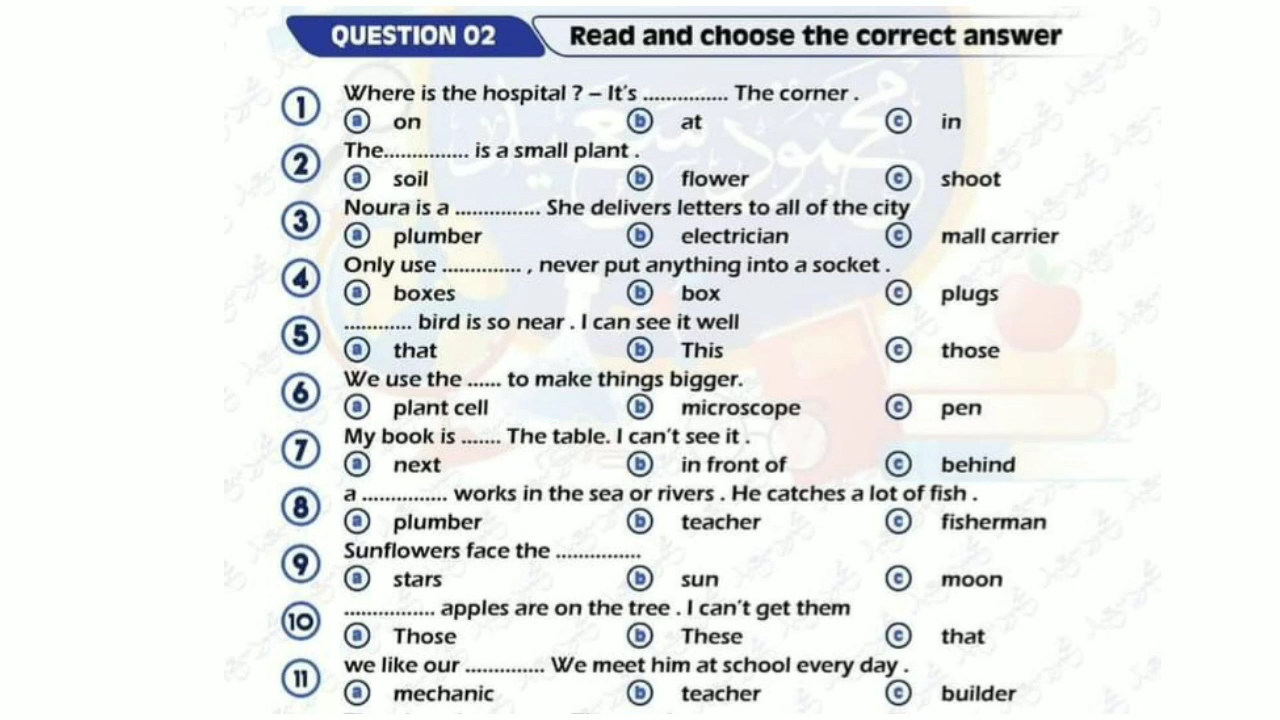 QUESTION 02 Read and choose the correct answer
1 Where is the hospital ? – It's ............... The corner .
a on b at c in
2 The............... is a small plant .
a soil b flower c shoot
3 Noura is a ............... She delivers letters to all of the city
a plumber b electrician c mall carrier
4 Only use .............. , never put anything into a socket .
a boxes b box c plugs
5 ............ bird is so near . I can see it well
a that b This c those
6 We use the ...... to make things bigger.
a plant cell b microscope c pen
7 My book is ....... The table. I can't see it .
a next b in front of c behind
8 a ............... works in the sea or rivers . He catches a lot of fish .
a plumber b teacher c fisherman
9 Sunflowers face the ...............
a stars b sun c moon
10 ................ apples are on the tree . I can't get them
a Those b These c that
11 we like our .............. We meet him at school every day .
a mechanic b teacher c builder
محمود سعيد